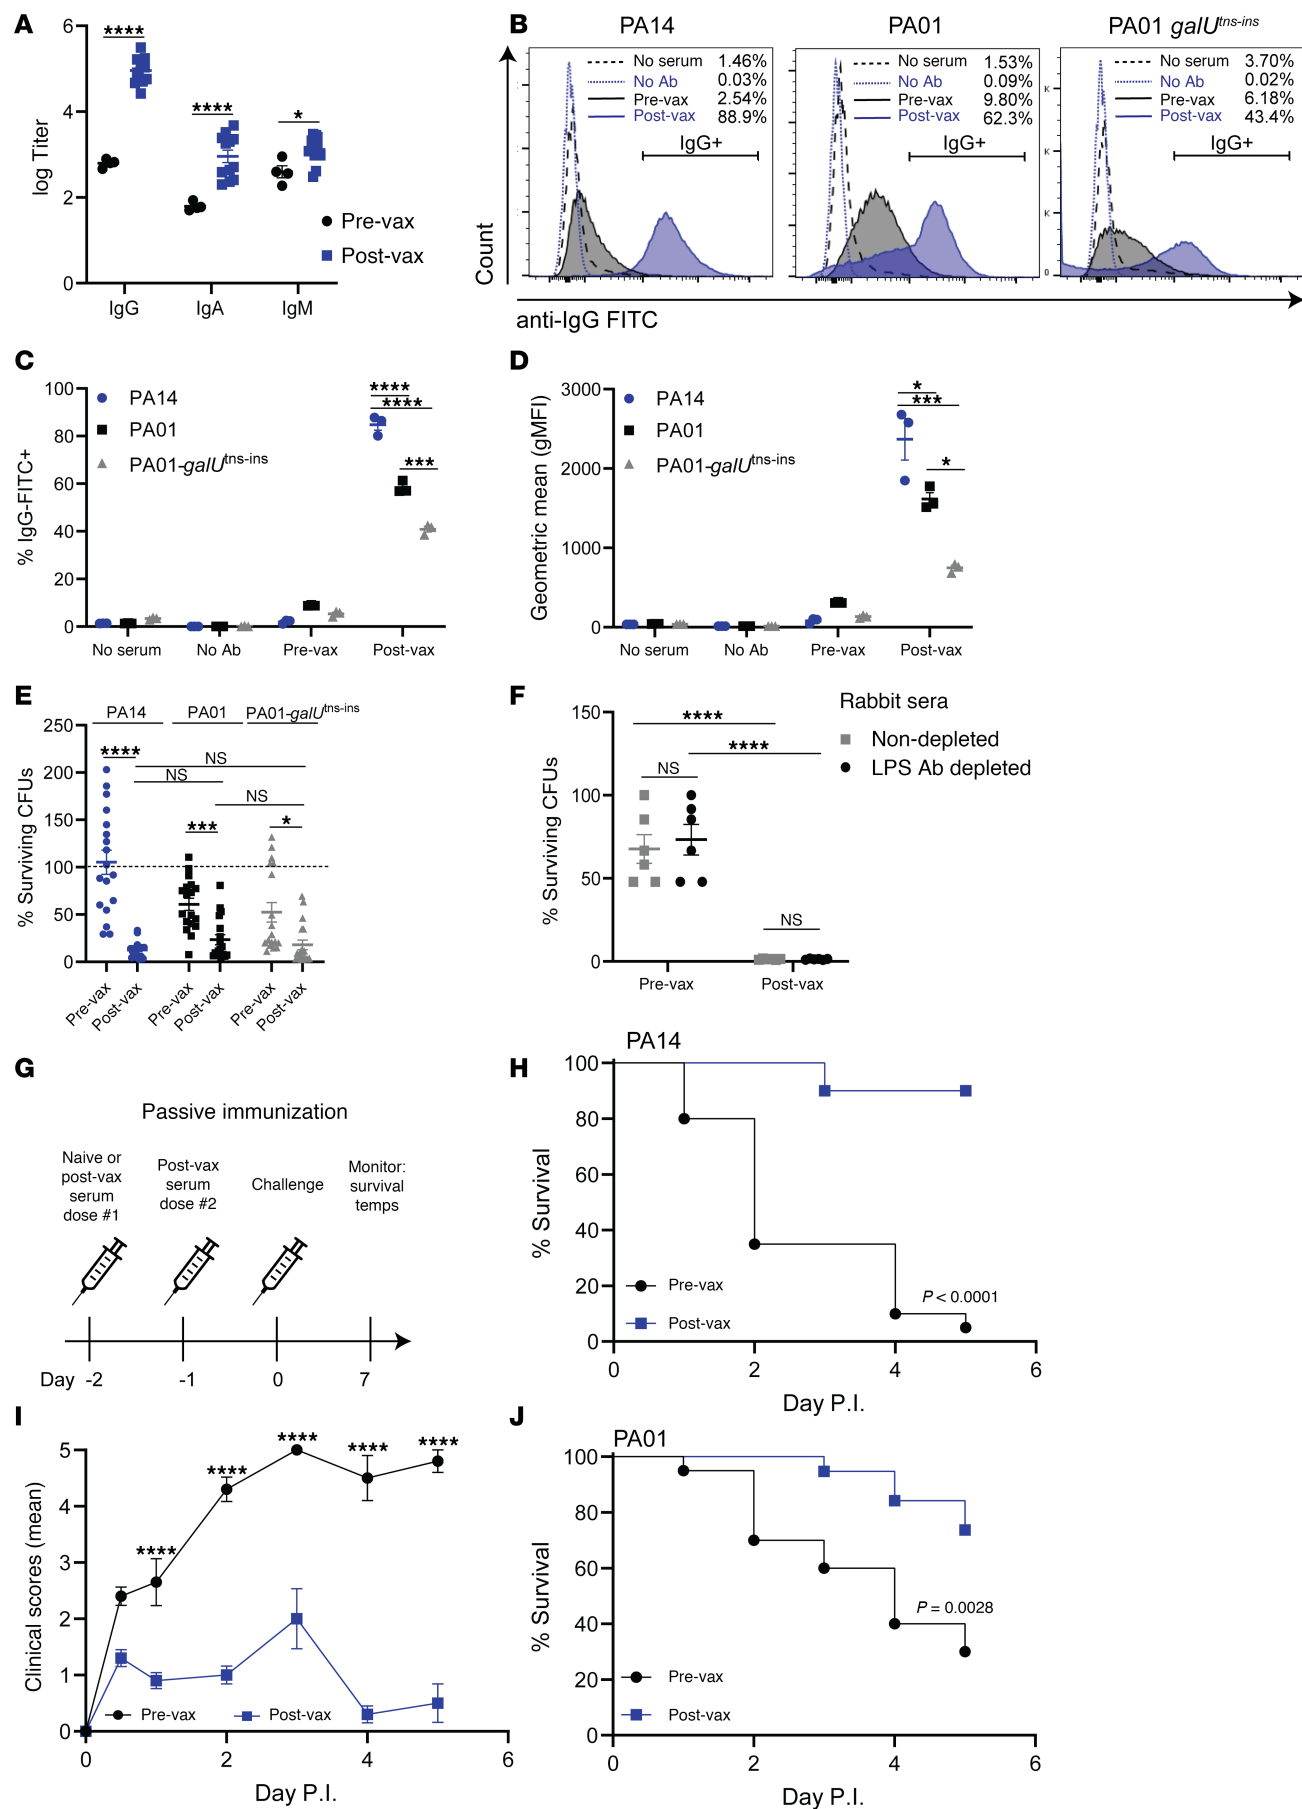 A
6
4
2
0
log Titer
****
****
*
Pre-vax
Post-vax
IgG
IgA
IgM
B
PA14
PA01
PA01 galU tns-ins
No serum 1.46%
No Ab 0.03%
Pre-vax 2.54%
Post-vax 88.9%
IgG+
No serum 1.53%
No Ab 0.09%
Pre-vax 9.80%
Post-vax 62.3%
IgG+
No serum 3.70%
No Ab 0.02%
Pre-vax 6.18%
Post-vax 43.4%
IgG+
K
K
K
0
Count
anti-IgG FITC
C
100
80
60
40
20
0
% IgG-FITC+
PA14
PA01
PA01-galU tns-ins
****
****
***
No serum
No Ab
Pre-vax
Post-vax
D
3000
2000
1000
0
Geometric mean (gMFI)
PA14
PA01
PA01-galU tns-ins
*
***
*
No serum
No Ab
Pre-vax
Post-vax
E
PA14
PA01
PA01-galU tns-ins
250
200
150
100
50
0
% Surviving CFUs
****
NS
NS
NS
***
*
Pre-vax
Post-vax
Pre-vax
Post-vax
Pre-vax
Post-vax
F
Rabbit sera
Non-depleted
LPS Ab depleted
150
100
50
0
% Surviving CFUs
****
****
NS
NS
Pre-vax
Post-vax
G
Passive immunization
Naive or
post-vax
serum
dose #1
Post-vax
serum
dose #2
Challenge
Monitor:
survival
temps
Day -2 -1 0 7
H
PA14
100
80
60
40
20
0
% Survival
Pre-vax
Post-vax
P < 0.0001
0 2 4 6
Day P.I.
I
5
4
3
2
1
0
Clinical scores (mean)
****
****
****
****
****
Pre-vax
Post-vax
0 2 4 6
Day P.I.
J
PA01
100
80
60
40
20
0
% Survival
P = 0.0028
Pre-vax
Post-vax
0 2 4 6
Day P.I.